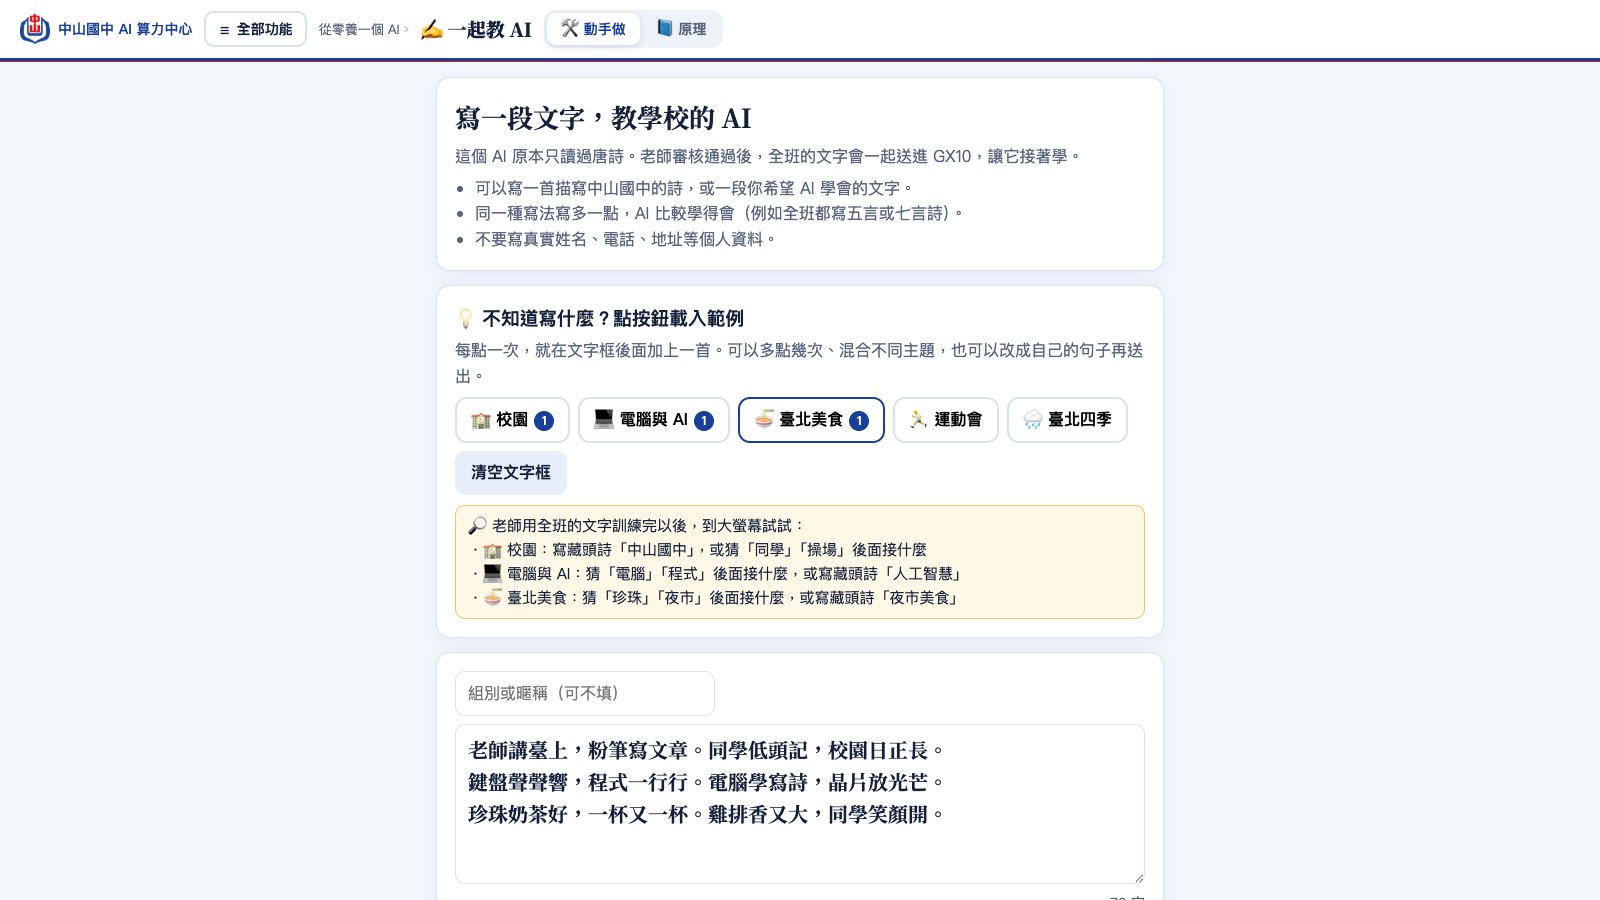 中山國中 AI 算力中心
≡ 全部功能
從零養一個 AI ›
✍️ 一起教 AI
🛠️ 動手做
📘 原理
寫一段文字，教學校的 AI
這個 AI 原本只讀過唐詩。老師審核通過後，全班的文字會一起送進 GX10，讓它接著學。
• 可以寫一首描寫中山國中的詩，或一段你希望 AI 學會的文字。
• 同一種寫法寫多一點，AI 比較學得會（例如全班都寫五言或七言詩）。
• 不要寫真實姓名、電話、地址等個人資料。
💡 不知道寫什麼？點按鈕載入範例
每點一次，就在文字框後面加上一首。可以多點幾次、混合不同主題，也可以改成自己的句子再送
出。
🏫 校園 1
💻 電腦與 AI 1
🍜 臺北美食 1
🏃 運動會
🌧️ 臺北四季
清空文字框
🔎 老師用全班的文字訓練完以後，到大螢幕試試：
· 🏫 校園：寫藏頭詩「中山國中」，或猜「同學」「操場」後面接什麼
· 💻 電腦與 AI：猜「電腦」「程式」後面接什麼，或寫藏頭詩「人工智慧」
· 🍜 臺北美食：猜「珍珠」「夜市」後面接什麼，或寫藏頭詩「夜市美食」
組別或暱稱（可不填）
老師講臺上，粉筆寫文章。同學低頭記，校園日正長。
鍵盤聲聲響，程式一行行。電腦學寫詩，晶片放光芒。
珍珠奶茶好，一杯又一杯。雞排香又大，同學笑顏開。